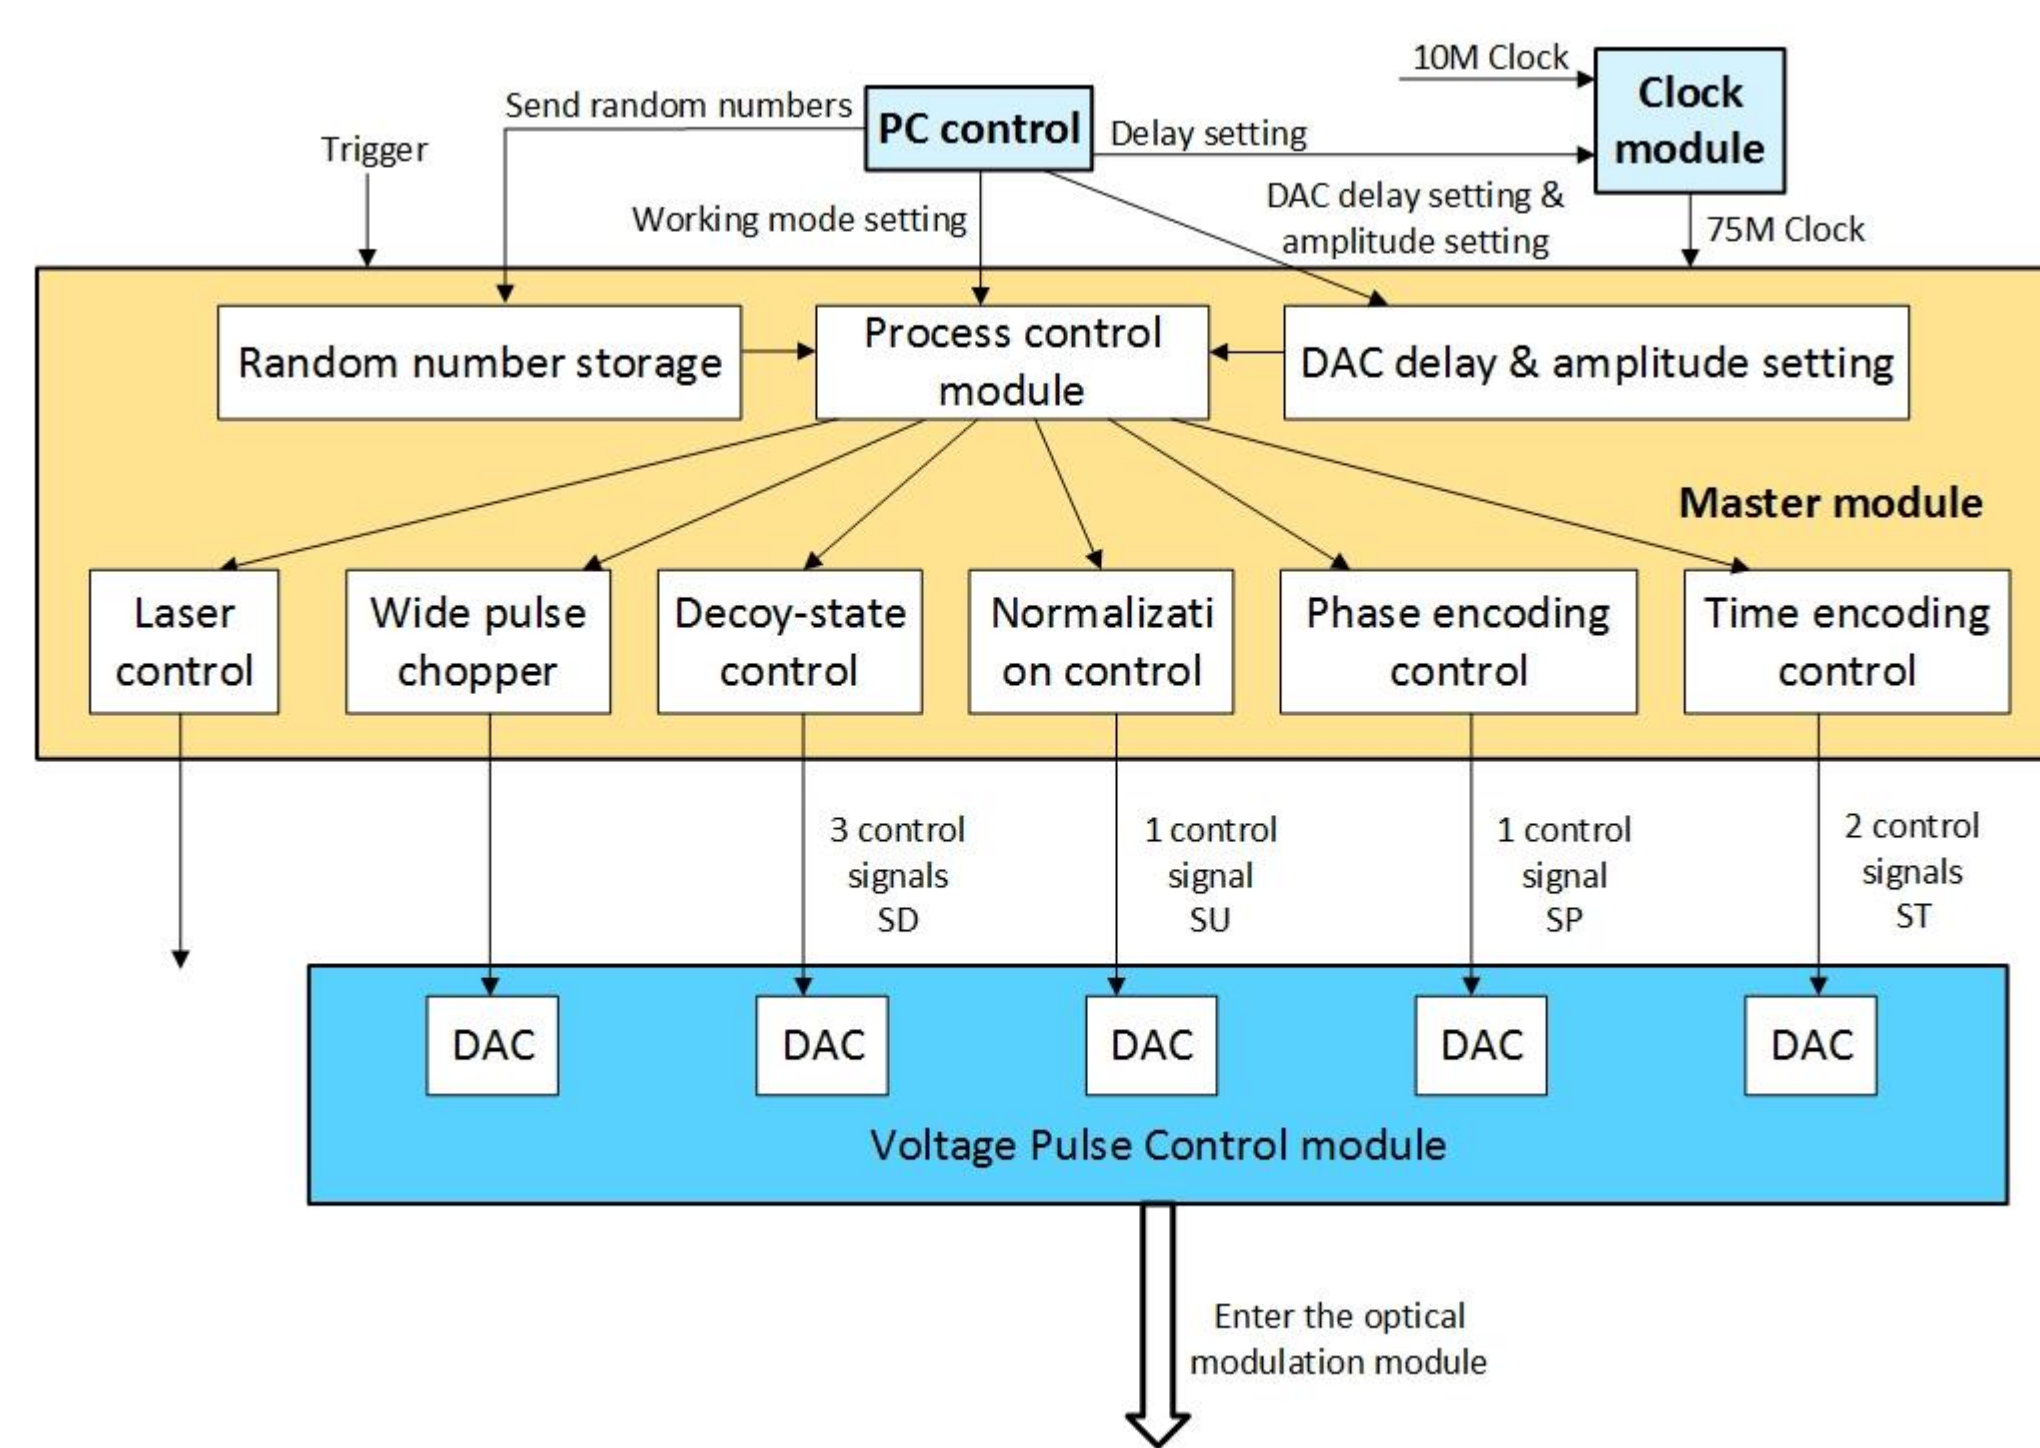 10M Clock
Clock
module
Send random numbers
PC control
Delay setting
Trigger
Working mode setting
DAC delay setting &
amplitude setting
75M Clock
Random number storage
Process control
module
DAC delay & amplitude setting
Master module
Laser
control
Wide pulse
chopper
Decoy-state
control
Normalizati
on control
Phase encoding
control
Time encoding
control
3 control
signals
SD
1 control
signal
SU
1 control
signal
SP
2 control
signals
ST
DAC
DAC
DAC
DAC
DAC
Voltage Pulse Control module
Enter the optical
modulation module